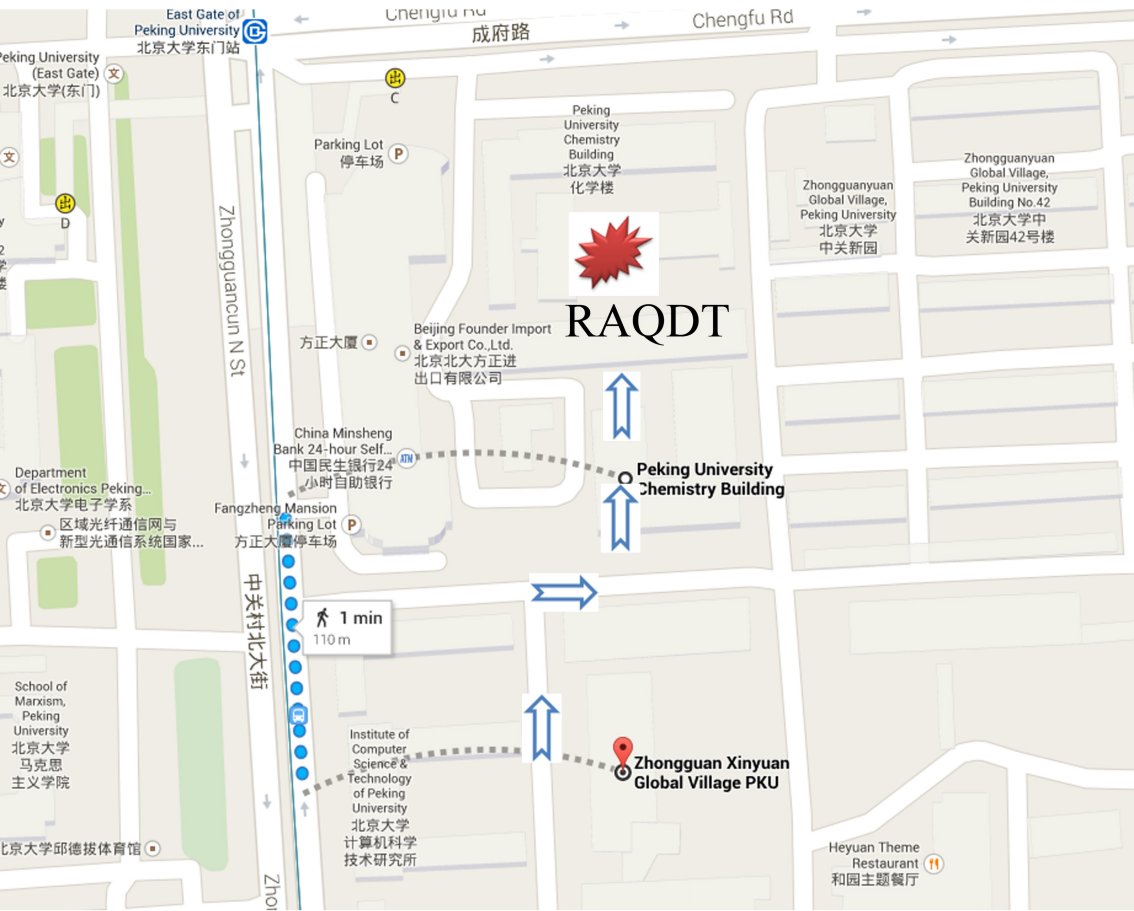 East Gate of
Peking University
北京大学东门站
Chengfu Rd
成府路
Chengfu Rd
Peking University
(East Gate)
北京大学(东门)
文
文
出
C
出
D
Parking Lot
停车场
P
Peking
University
Chemistry
Building
北京大学
化学楼
Zhongguanyuan
Global Village,
Peking University
北京大学
中关新园
Zhongguanyuan
Global Village,
Peking University
Building No.42
北京大学中
关新园42号楼
Zhongguancun N St
RAQDT
方正大厦
Beijing Founder Import
& Export Co.,Ltd.
北京北大方正进
出口有限公司
China Minsheng
Bank 24-hour Self...
中国民生银行24
小时自助银行
ATM
Peking University
Chemistry Building
Department
of Electronics Peking...
北京大学电子学系
区域光纤通信网与
新型光通信系统国家...
Fangzheng Mansion
Parking Lot
方正大厦停车场
P
中关村北大街
1 min
110 m
School of
Marxism,
Peking
University
北京大学
马克思
主义学院
Institute of
Computer
Science &
Technology
of Peking
University
北京大学
计算机科学
技术研究所
Zhongguan Xinyuan
Global Village PKU
北京大学邱德拔体育馆
Heyuan Theme
Restaurant
和园主题餐厅